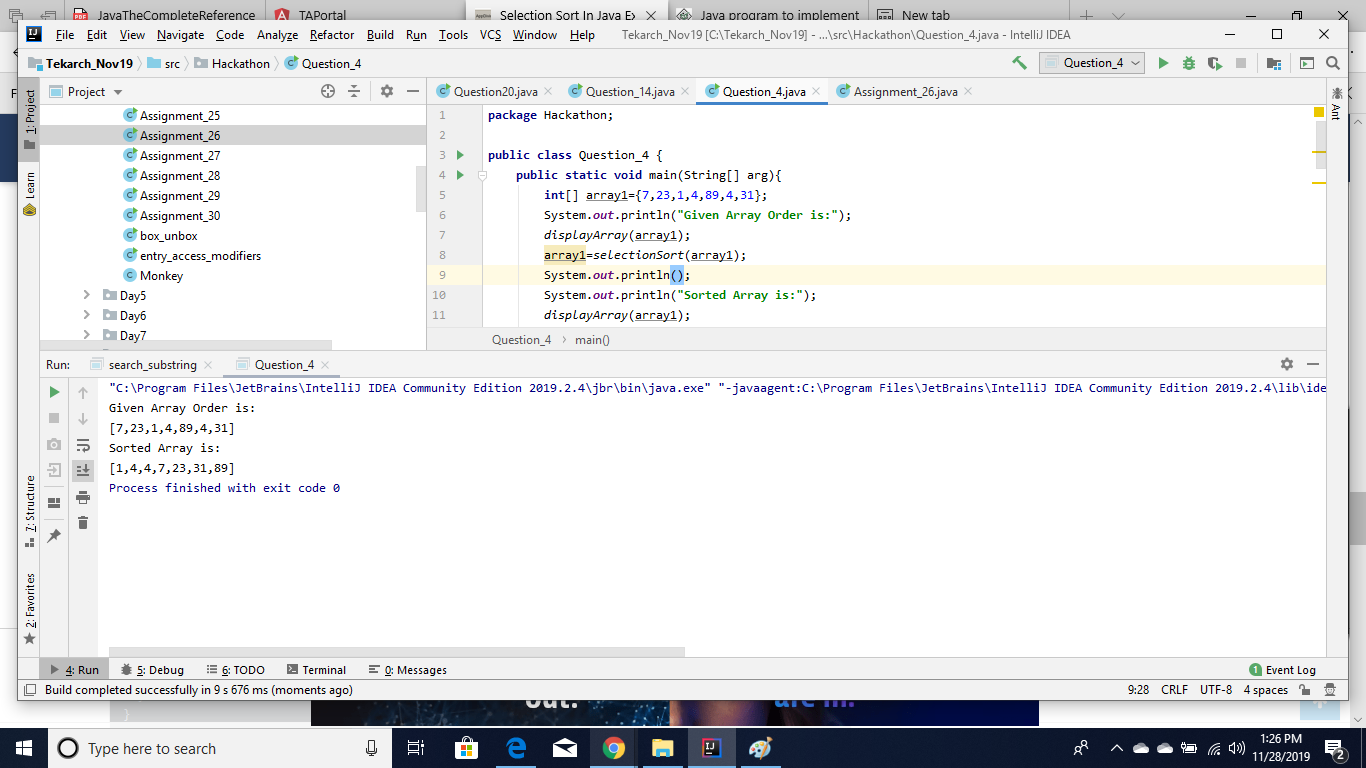 JavaTheCompleteReference
TAPortal
Selection Sort In Java Ex
Java program to implement
New tab
File Edit View Navigate Code Analyze Refactor Build Run Tools VCS Window Help Tekarch_Nov19 [C:\Tekarch_Nov19] - ...\src\Hackathon\Question_4.java - IntelliJ IDEA
Tekarch_Nov19 src Hackathon Question_4 Question_4
Project
Question20.java Question_14.java Question_4.java Assignment_26.java
1: Project
Learn
7: Structure
2: Favorites
Ant
Assignment_25
Assignment_26
Assignment_27
Assignment_28
Assignment_29
Assignment_30
box_unbox
entry_access_modifiers
Monkey
Day5
Day6
Day7
1 package Hackathon;
2
3 public class Question_4 {
4 public static void main(String[] arg){
5 int[] array1={7,23,1,4,89,4,31};
6 System.out.println("Given Array Order is:");
7 displayArray(array1);
8 array1=selectionSort(array1);
9 System.out.println();
10 System.out.println("Sorted Array is:");
11 displayArray(array1);
Question_4 main()
Run: search_substring Question_4
"C:\Program Files\JetBrains\IntelliJ IDEA Community Edition 2019.2.4\jbr\bin\java.exe" "-javaagent:C:\Program Files\JetBrains\IntelliJ IDEA Community Edition 2019.2.4\lib\ide
Given Array Order is:
[7,23,1,4,89,4,31]
Sorted Array is:
[1,4,4,7,23,31,89]
Process finished with exit code 0
4: Run 5: Debug 6: TODO Terminal 0: Messages 1 Event Log
Build completed successfully in 9 s 676 ms (moments ago) 9:28 CRLF UTF-8 4 spaces
Type here to search
1:26 PM
11/28/2019
2